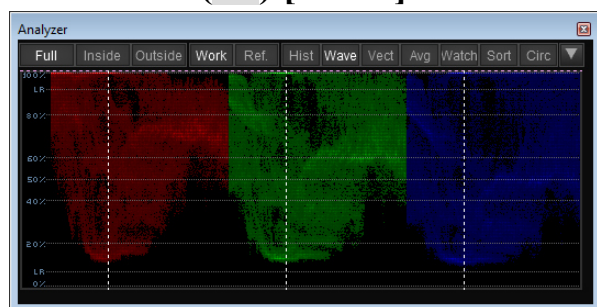 Analyzer
Full Inside Outside Work Ref. Hist Wave Vect Avg Watch Sort Circ
100%
LR
80%
60%
50%
40%
20%
LR
0%